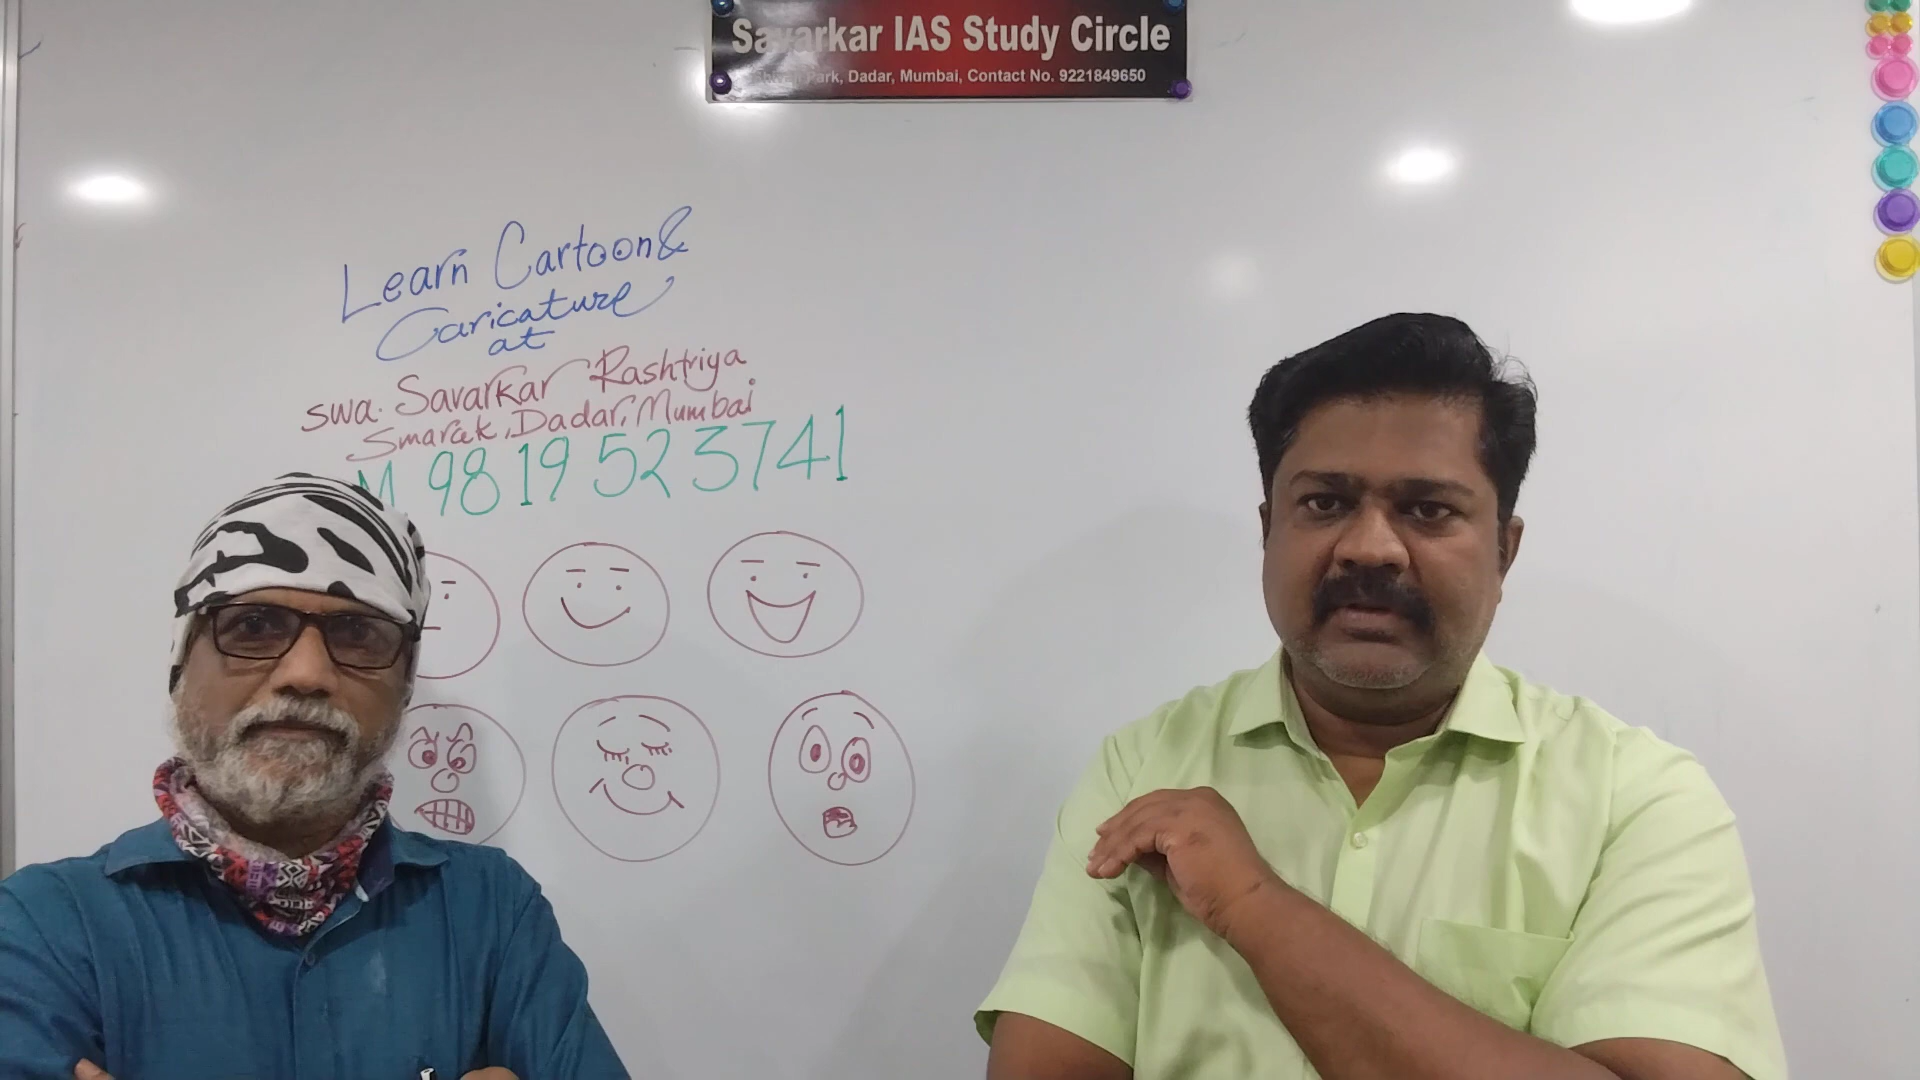 Savarkar IAS Study Circle
Park, Dadar, Mumbai, Contact No. 9221849650
Learn Cartoon &
Caricature
at
swa. Savarkar Rashtriya
Smarak, Dadar, Mumbai
M 9819523741